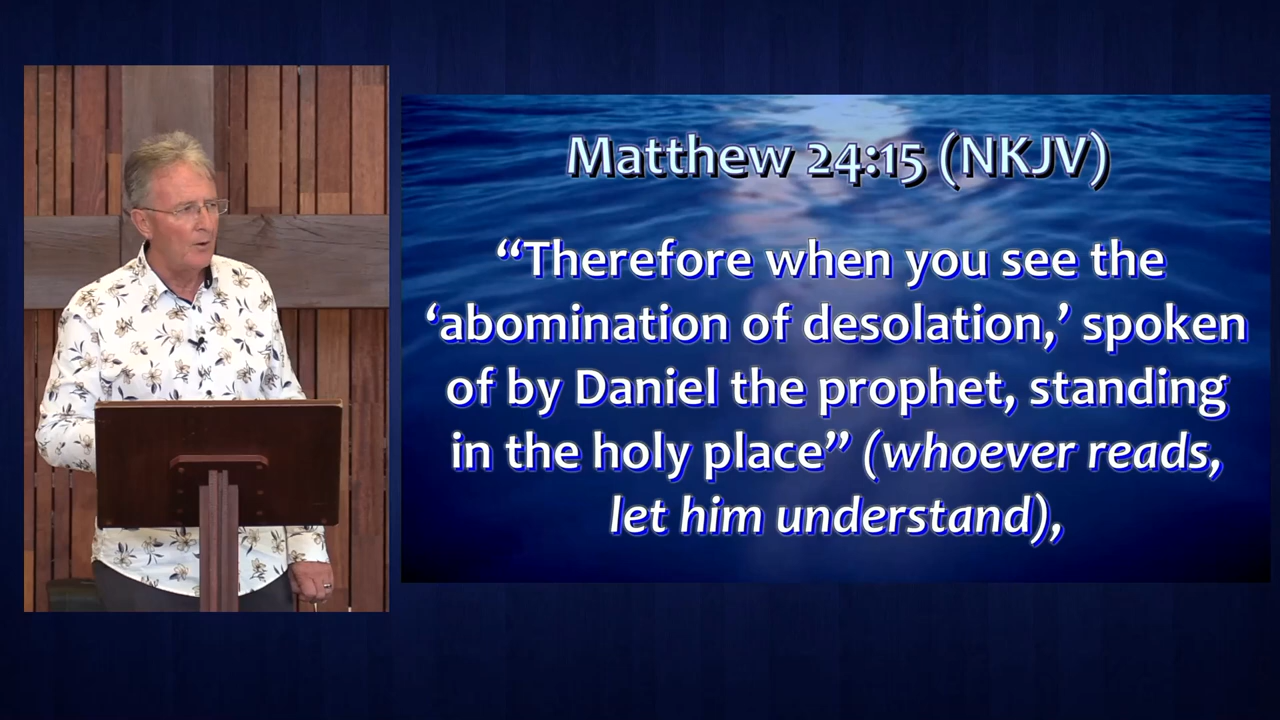 Matthew 24:15 (NKJV)
“Therefore when you see the
‘abomination of desolation,’ spoken
of by Daniel the prophet, standing
in the holy place” (whoever reads,
let him understand),